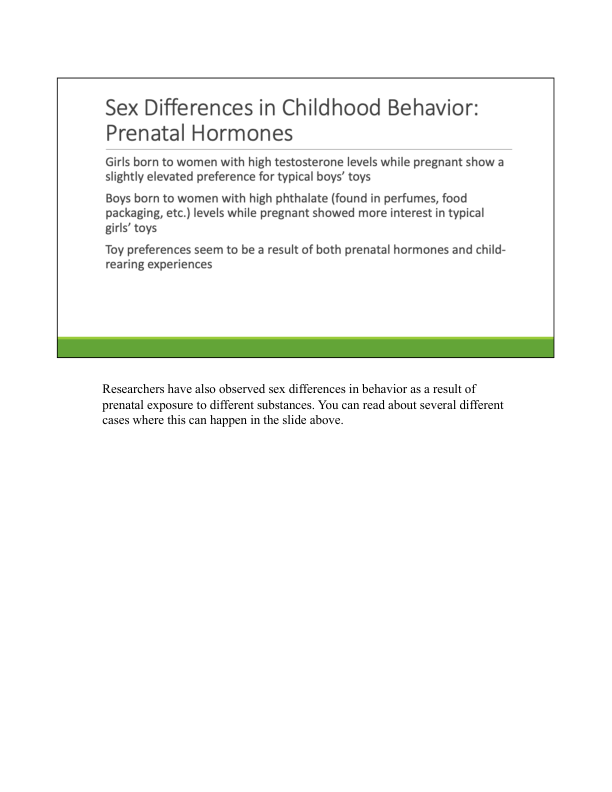 Sex Differences in Childhood Behavior:
Prenatal Hormones
Girls born to women with high testosterone levels while pregnant show a
slightly elevated preference for typical boys’ toys
Boys born to women with high phthalate (found in perfumes, food
packaging, etc.) levels while pregnant showed more interest in typical
girls’ toys
Toy preferences seem to be a result of both prenatal hormones and child-
rearing experiences
Researchers have also observed sex differences in behavior as a result of
prenatal exposure to different substances. You can read about several different
cases where this can happen in the slide above.